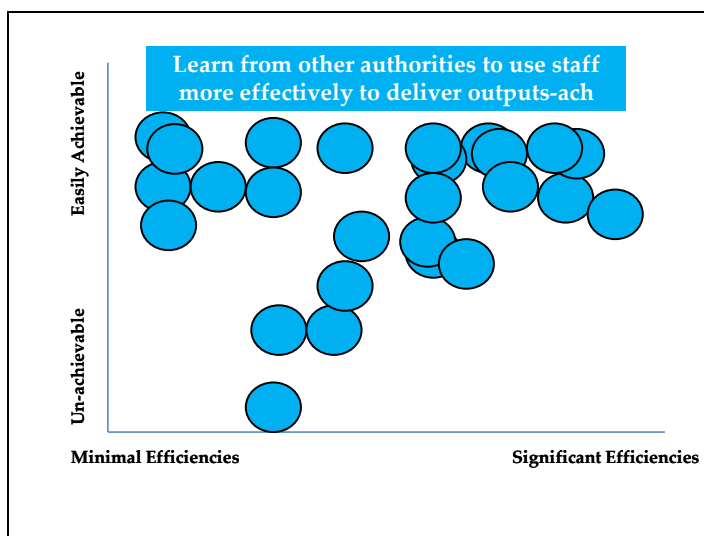 Learn from other authorities to use staff
more effectively to deliver outputs-ach
Easily Achievable
Un-achievable
Minimal Efficiencies
Significant Efficiencies